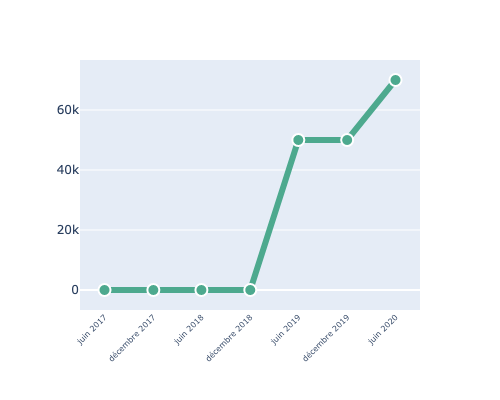 60k
40k
20k
0
juin 2017
décembre 2017
juin 2018
décembre 2018
juin 2019
décembre 2019
juin 2020